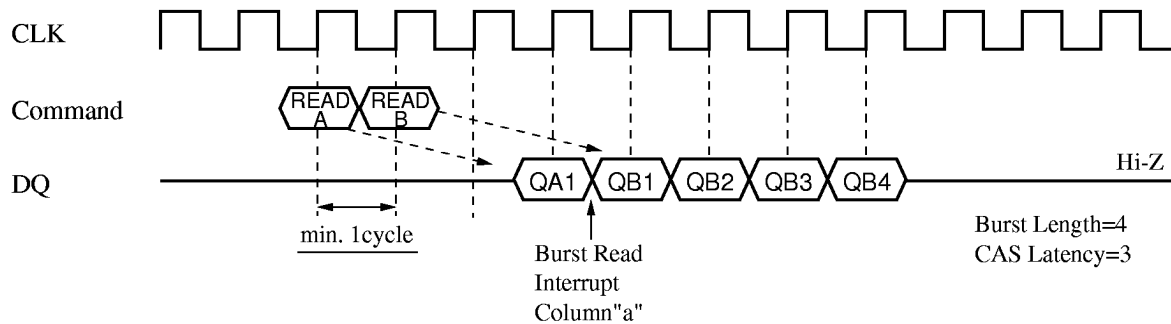 CLK
Command
READ
A
READ
B
DQ
QA1
QB1
QB2
QB3
QB4
Hi-Z
min. 1cycle
Burst Read
Interrupt
Column"a"
Burst Length=4
CAS Latency=3